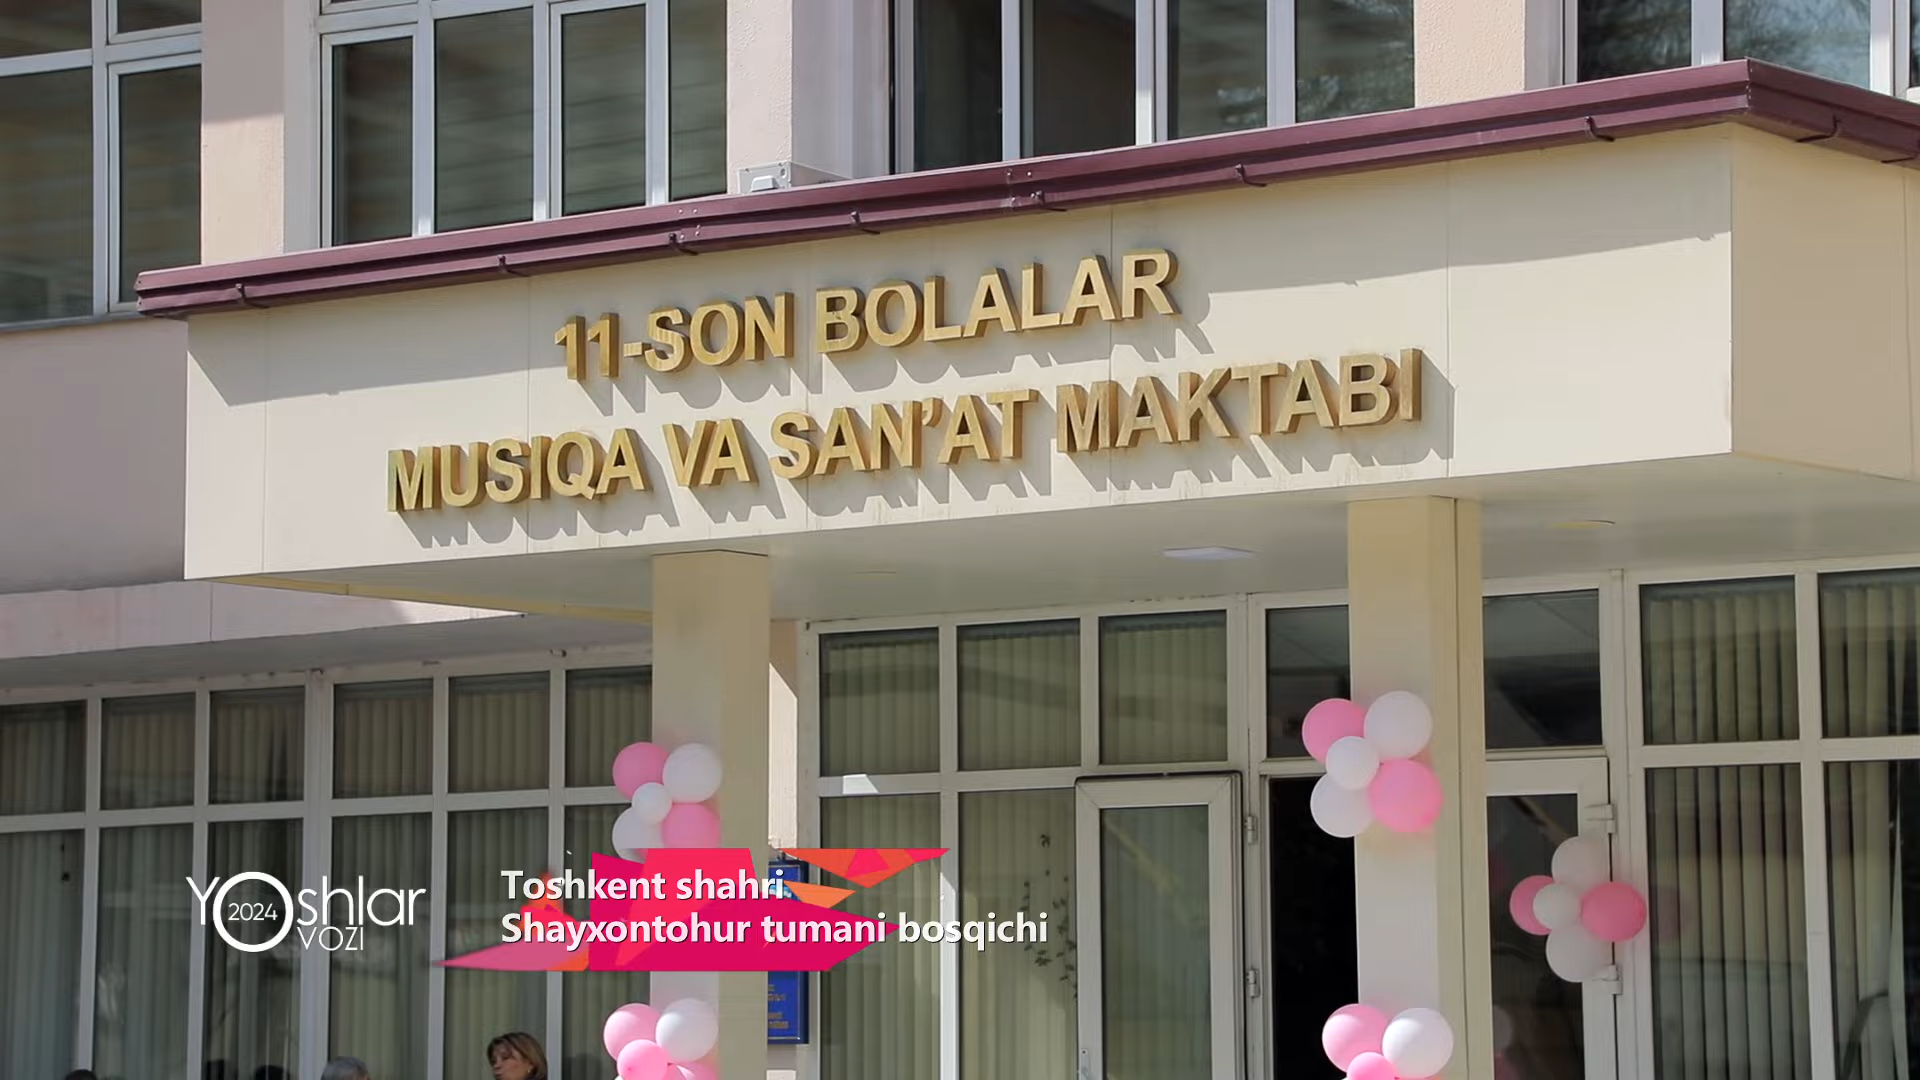 11-SON BOLALAR
MUSIQA VA SAN’AT MAKTABI
Yoshlar
2024
VOZI
Toshkent shahri
Shayxontohur tumani bosqichi